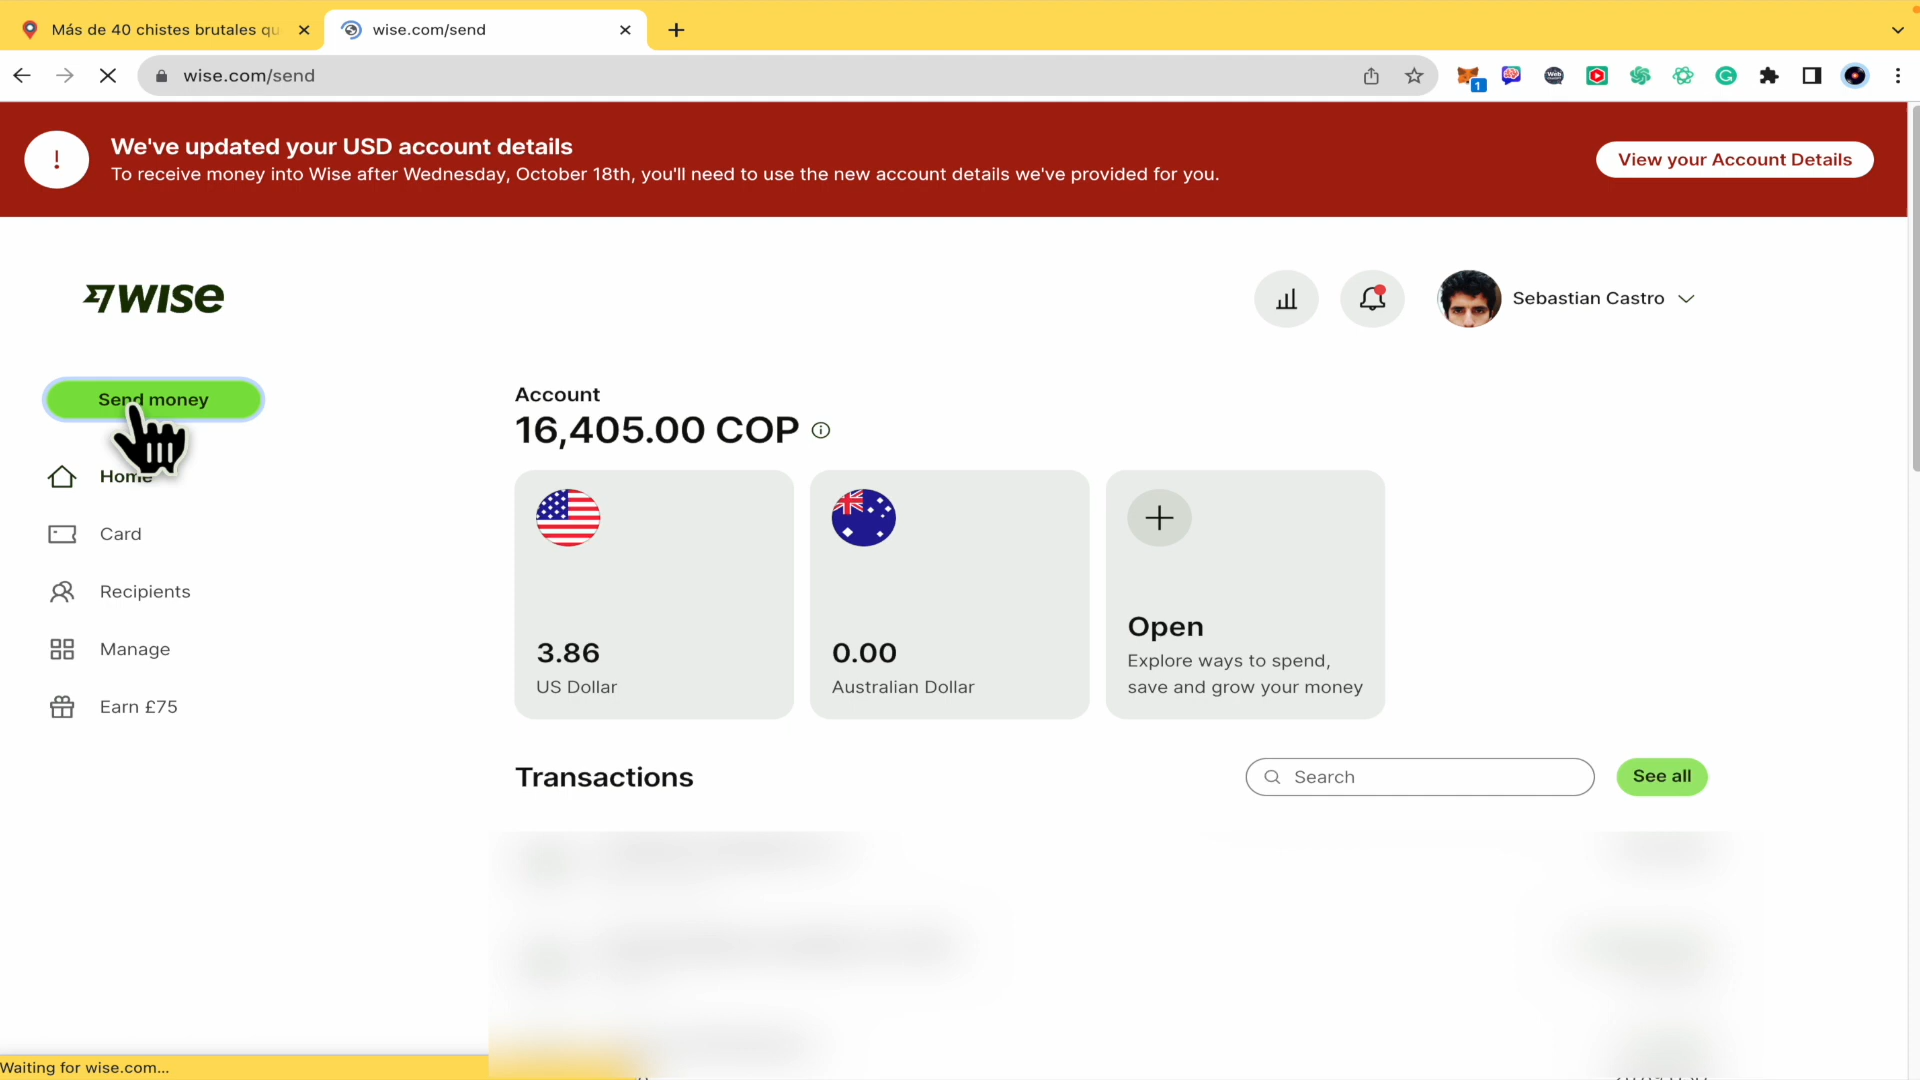 Más de 40 chistes brutales qu
wise.com/send
wise.com/send
1
We've updated your USD account details
To receive money into Wise after Wednesday, October 18th, you'll need to use the new account details we've provided for you.
View your Account Details
WISE
Sebastian Castro
Send money
Home
Card
Recipients
Manage
Earn £75
Account
16,405.00 COP
3.86
US Dollar
0.00
Australian Dollar
Open
Explore ways to spend,
save and grow your money
Transactions
Search
See all
Waiting for wise.com...